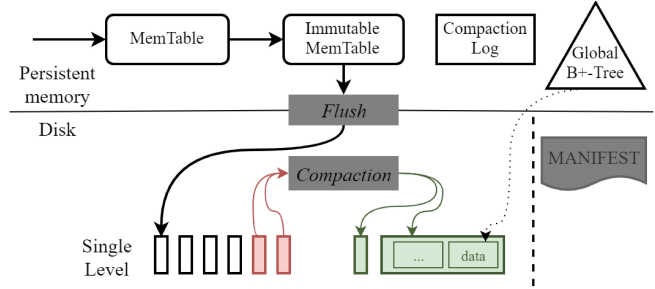 MemTable
Immutable
MemTable
Compaction
Log
Global
B+-Tree
Persistent
memory
Flush
Disk
MANIFEST
Compaction
Single
Level
...
data